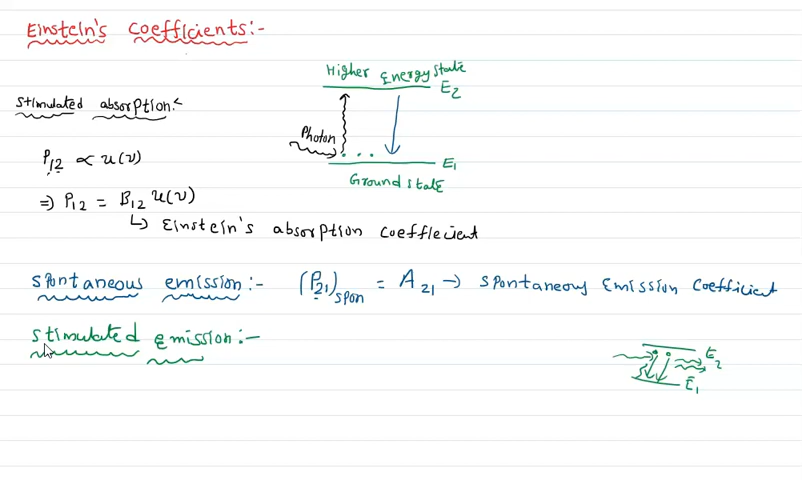 Einstein's coefficients:-
Higher Energy state
E2
stimulated absorption:
Photon
P12 ∝ u(ν)
E1
Ground state
⇒ P12 = B12 u(ν)
↳ Einstein's absorption coefficient
spontaneous emission:- (P21)spon = A21 → spontaneous Emission coefficient
stimulated Emission:-
E2
E1